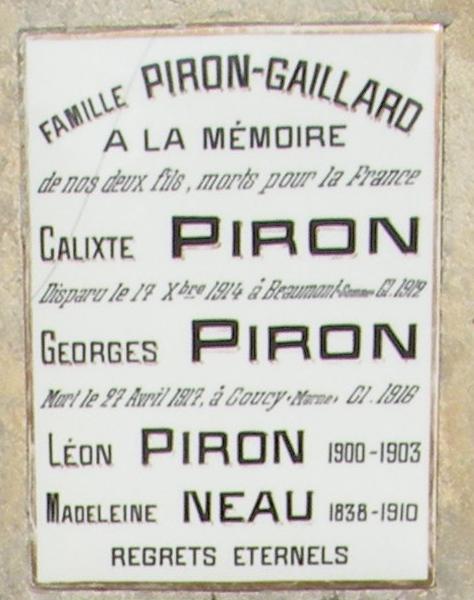 FAMILLE PIRON-GAILLARD
A LA MÉMOIRE
de nos deux fils, morts pour la France
CALIXTE PIRON
Disparu le 17 Xbre 1914 à Beaumont-Somme Cl. 1912
GEORGES PIRON
Mort le 27 Avril 1917, à Coucy "Marne" Cl. 1916
LÉON PIRON 1900-1903
MADELEINE NEAU 1838-1910
REGRETS ETERNELS